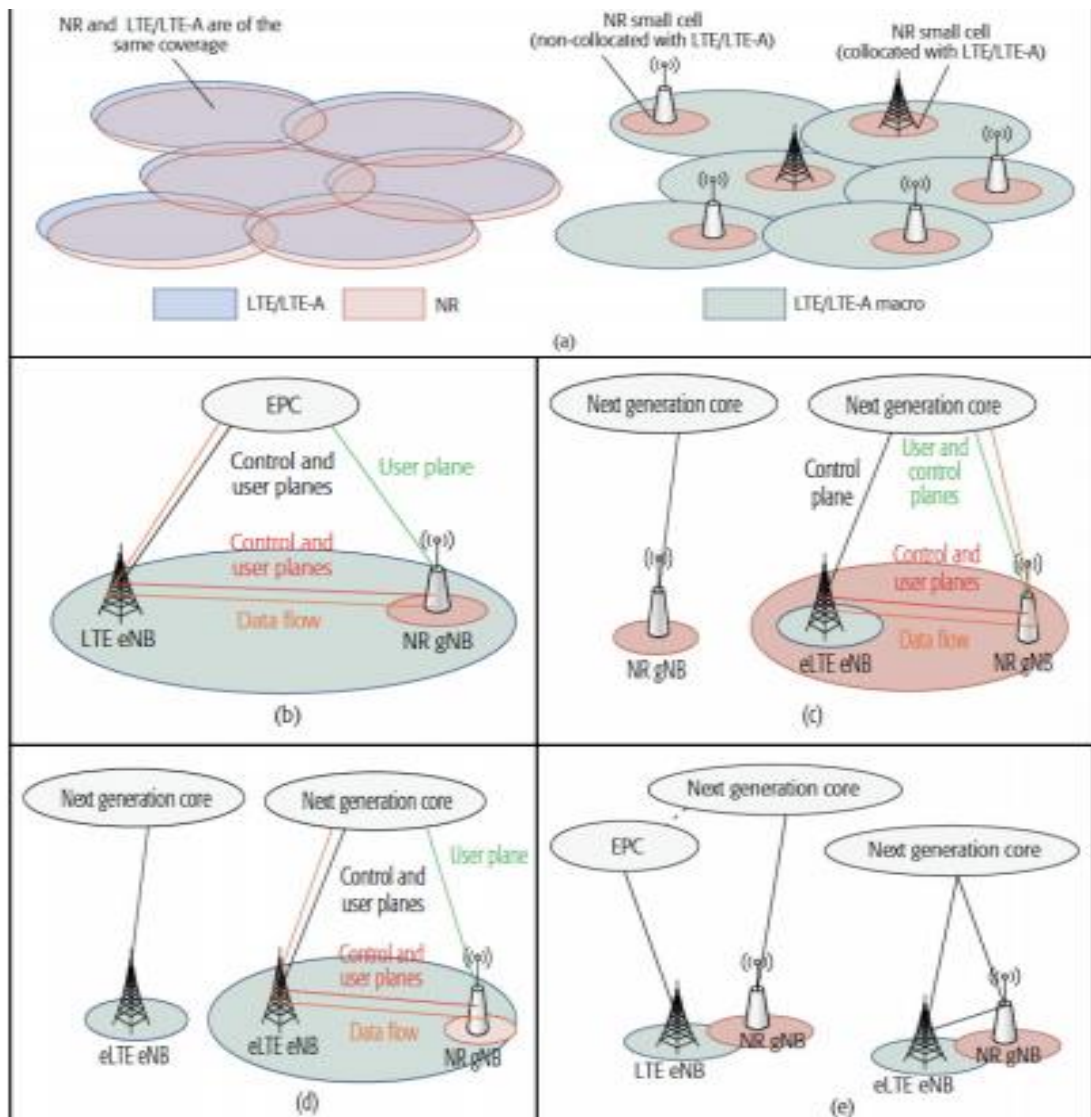 NR and LTE/LTE-A are of the
same coverage
NR small cell
(non-collocated with LTE/LTE-A)
NR small cell
(collocated with LTE/LTE-A)
LTE/LTE-A
NR
LTE/LTE-A macro
(a)
EPC
Control and
user planes
User plane
Control and
user planes
LTE eNB
Data flow
NR gNB
(b)
Next generation core
Next generation core
Control
plane
User and
control
planes
Control and
user planes
NR gNB
eLTE eNB
Data flow
NR gNB
(c)
Next generation core
Next generation core
User plane
Control and
user planes
Control and
user planes
eLTE eNB
eLTE eNB
Data flow
NR gNB
(d)
Next generation core
EPC
Next generation core
LTE eNB
NR gNB
eLTE eNB
NR gNB
(e)